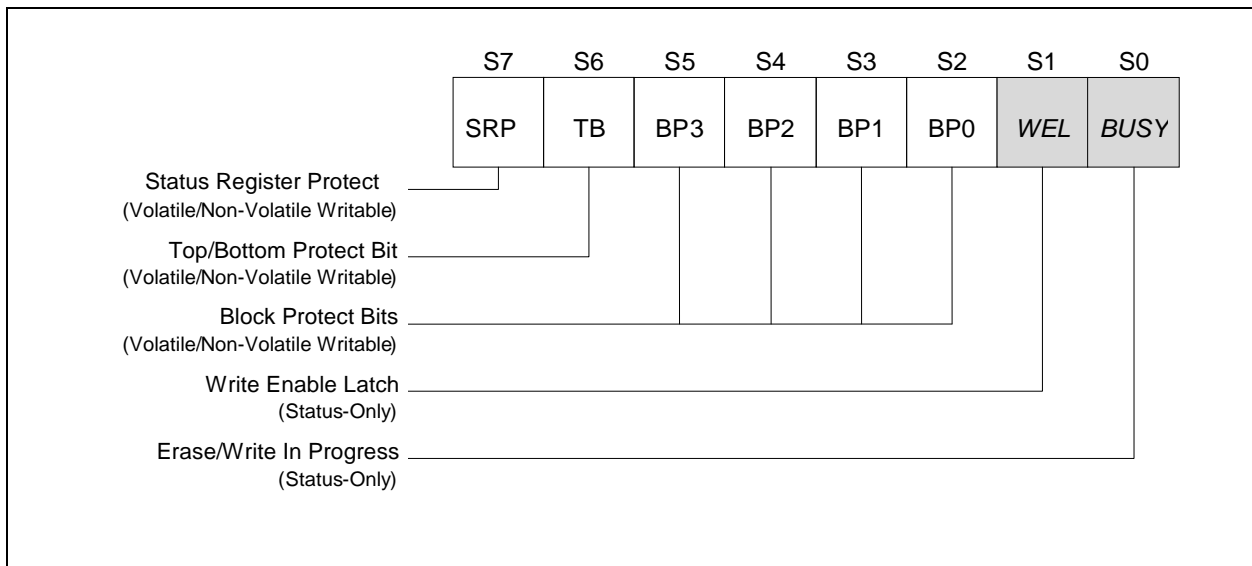 S7 S6 S5 S4 S3 S2 S1 S0
SRP TB BP3 BP2 BP1 BP0 WEL BUSY
Status Register Protect
(Volatile/Non-Volatile Writable)
Top/Bottom Protect Bit
(Volatile/Non-Volatile Writable)
Block Protect Bits
(Volatile/Non-Volatile Writable)
Write Enable Latch
(Status-Only)
Erase/Write In Progress
(Status-Only)